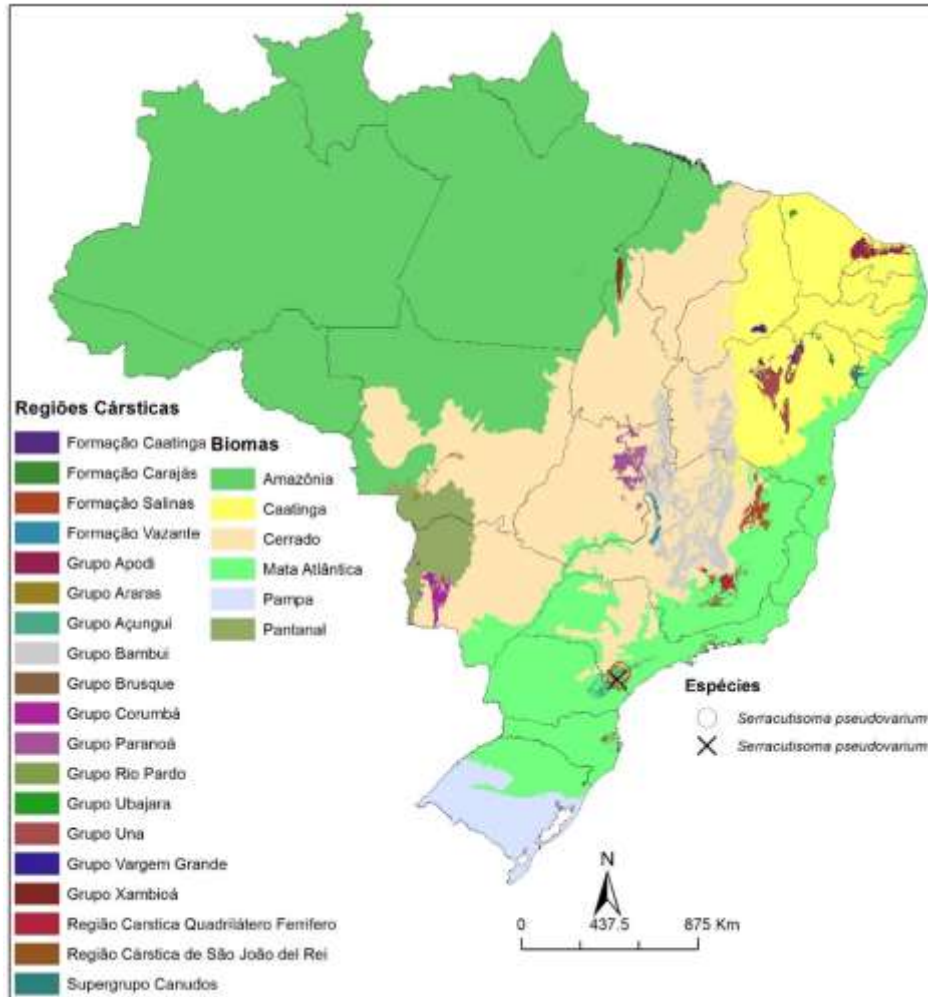 Regiões Cársticas
Formação Caatinga
Formação Carajás
Formação Salinas
Formação Vazante
Grupo Apodi
Grupo Araras
Grupo Açungui
Grupo Bambuí
Grupo Brusque
Grupo Corumbá
Grupo Paranoá
Grupo Rio Pardo
Grupo Ubajara
Grupo Una
Grupo Vargem Grande
Grupo Xambioá
Região Carstica Quadrilátero Ferrífero
Região Cárstica de São João del Rei
Supergrupo Canudos
Biomas
Amazônia
Caatinga
Cerrado
Mata Atlântica
Pampa
Pantanal
Espécies
Serracutisoma pseudovarium
Serracutisoma pseudovarium
N
0 437.5 875 Km